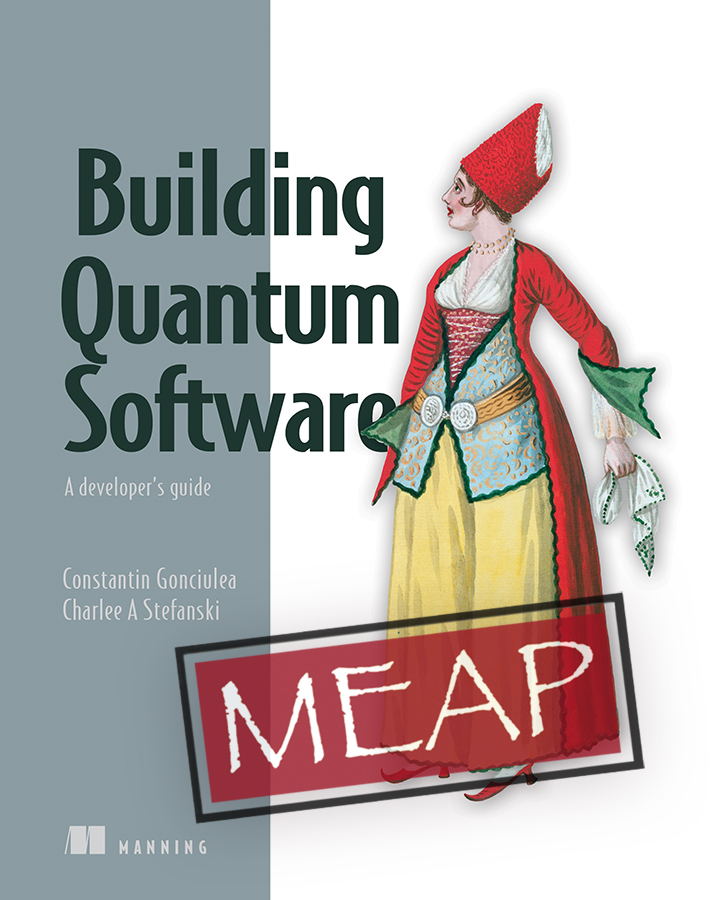 Building
Quantum
Software
A developer's guide
Constantin Gonciulea
Charlee A Stefanski
MEAP
MANNING